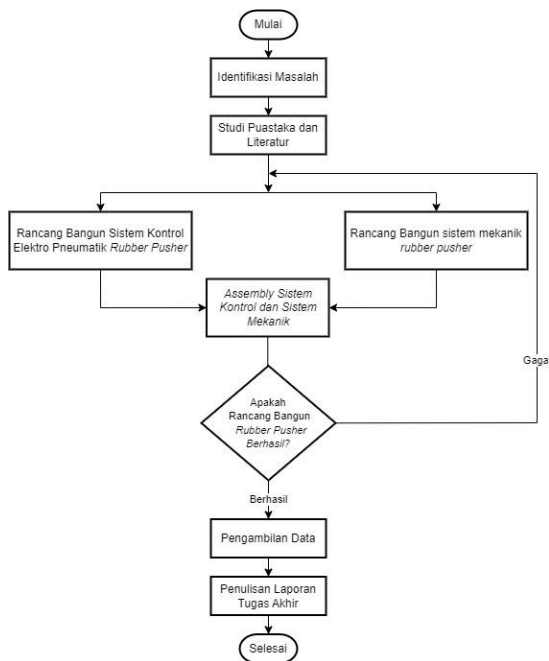 Mulai
Identifikasi Masalah
Studi Puastaka dan
Literatur
Rancang Bangun Sistem Kontrol
Elektro Pneumatik Rubber Pusher
Rancang Bangun sistem mekanik
rubber pusher
Assembly Sistem
Kontrol dan Sistem
Mekanik
Gaga
Apakah
Rancang Bangun
Rubber Pusher
Berhasil?
Berhasil
Pengambilan Data
Penulisan Laporan
Tugas Akhir
Selesai